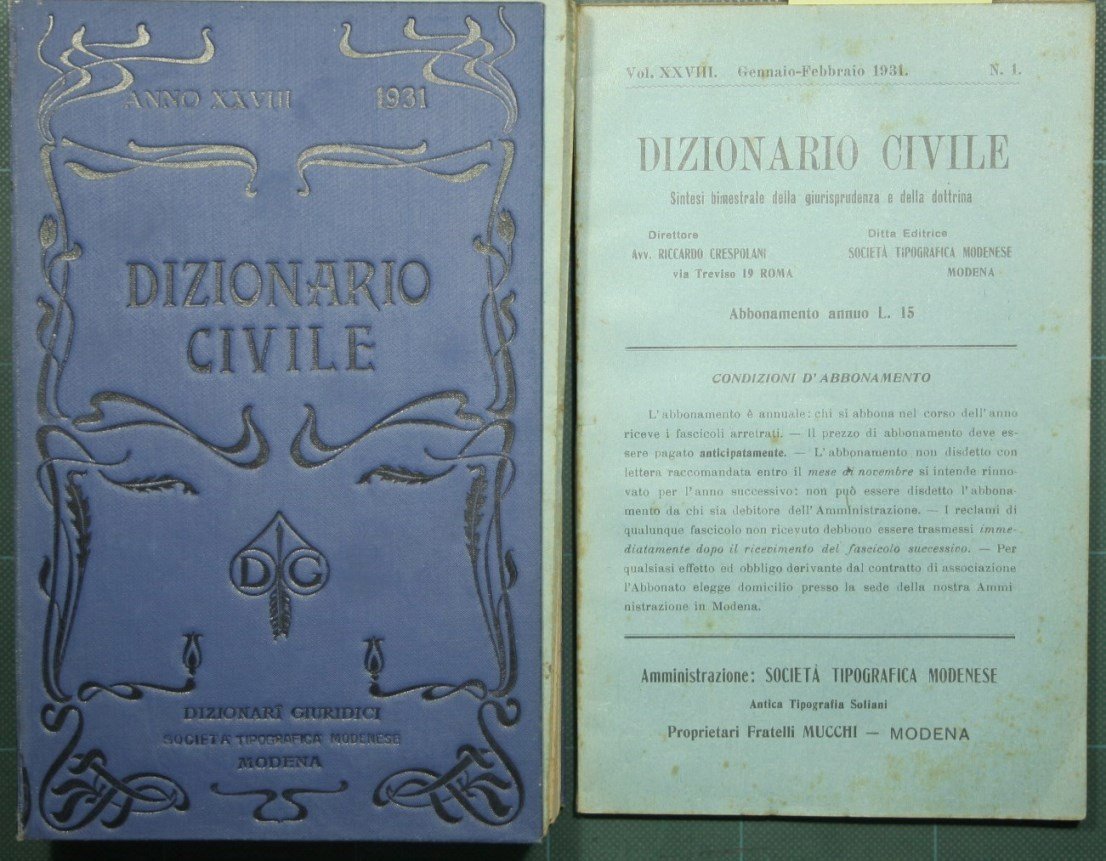 ANNO XXVIII 1931
DIZIONARIO
CIVILE
D G
DIZIONARÎ GIURIDICI
SOCIETÀ TIPOGRAFICA MODENESE
MODENA
Vol. XXVIII. Gennaio-Febbraio 1931. N. 1.
DIZIONARIO CIVILE
Sintesi bimestrale della giurisprudenza e della dottrina
Direttore
Avv. RICCARDO CRESPOLANI
via Treviso 19 ROMA
Ditta Editrice
SOCIETÀ TIPOGRAFICA MODENESE
MODENA
Abbonamento annuo L. 15
CONDIZIONI D'ABBONAMENTO
L'abbonamento è annuale: chi si abbona nel corso dell'anno
riceve i fascicoli arretrati. — Il prezzo di abbonamento deve es-
sere pagato anticipatamente. — L'abbonamento non disdetto con
lettera raccomandata entro il mese di novembre si intende rinno-
vato per l'anno successivo: non può essere disdetto l'abbona-
mento da chi sia debitore dell'Amministrazione. — I reclami di
qualunque fascicolo non ricevuto debbono essere trasmessi imme-
diatamente dopo il ricevimento del fascicolo successivo. — Per
qualsiasi effetto ed obbligo derivante dal contratto di associazione
l'Abbonato elegge domicilio presso la sede della nostra Ammi
nistrazione in Modena.
Amministrazione: SOCIETÀ TIPOGRAFICA MODENESE
Antica Tipografia Soliani
Proprietari Fratelli MUCCHI — MODENA